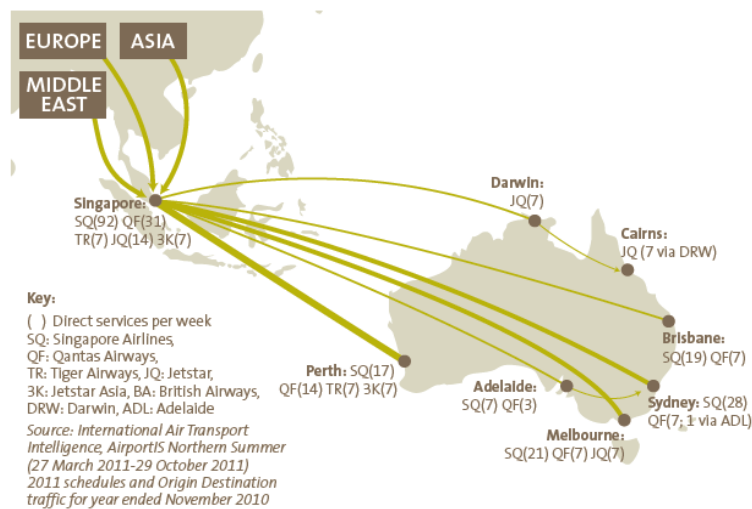 EUROPE
ASIA
MIDDLE
EAST
Singapore:
SQ(92) QF(31)
TR(7) JQ(14) 3K(7)
Darwin:
JQ(7)
Cairns:
JQ (7 via DRW)
Brisbane:
SQ(19) QF(7)
Perth: SQ(17)
QF(14) TR(7) 3K(7)
Adelaide:
SQ(7) QF(3)
Sydney: SQ(28)
QF(7; 1 via ADL)
Melbourne:
SQ(21) QF(7) JQ(7)
Key:
( ) Direct services per week
SQ: Singapore Airlines,
QF: Qantas Airways,
TR: Tiger Airways, JQ: Jetstar,
3K: Jetstar Asia, BA: British Airways,
DRW: Darwin, ADL: Adelaide
Source: International Air Transport
Intelligence, AirportIS Northern Summer
(27 March 2011-29 October 2011)
2011 schedules and Origin Destination
traffic for year ended November 2010